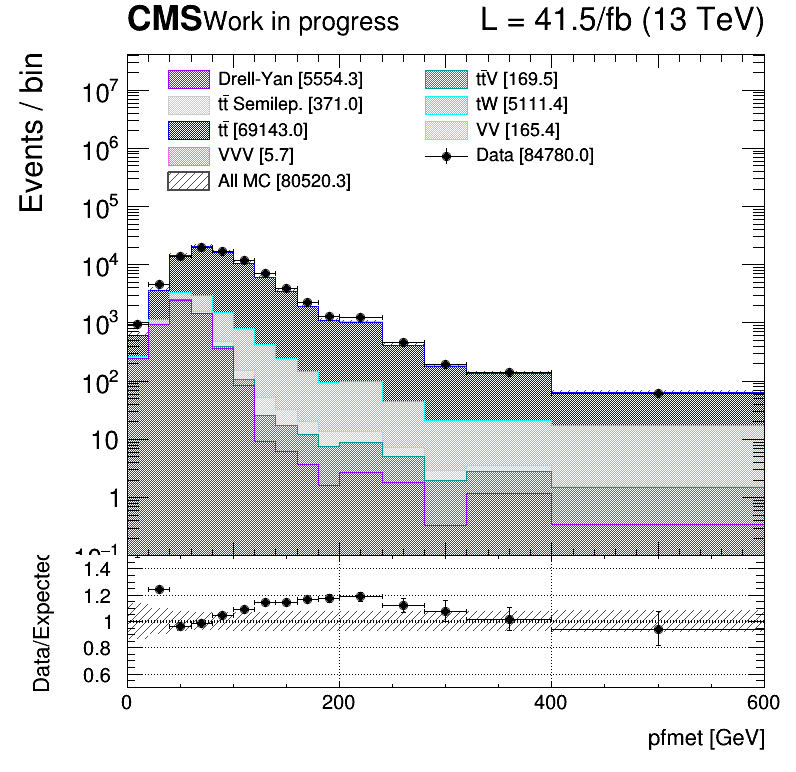 CMS Work in progress L = 41.5/fb (13 TeV)
Events / bin
Drell-Yan [5554.3] tt̄V [169.5]
tt̄ Semilep. [371.0] tW [5111.4]
tt̄ [69143.0] VV [165.4]
VVV [5.7] Data [84780.0]
All MC [80520.3]
10⁷
10⁶
10⁵
10⁴
10³
10²
10
1
10⁻¹
Data/Expected
1.4
1.2
1
0.8
0.6
0 200 400 600
pfmet [GeV]